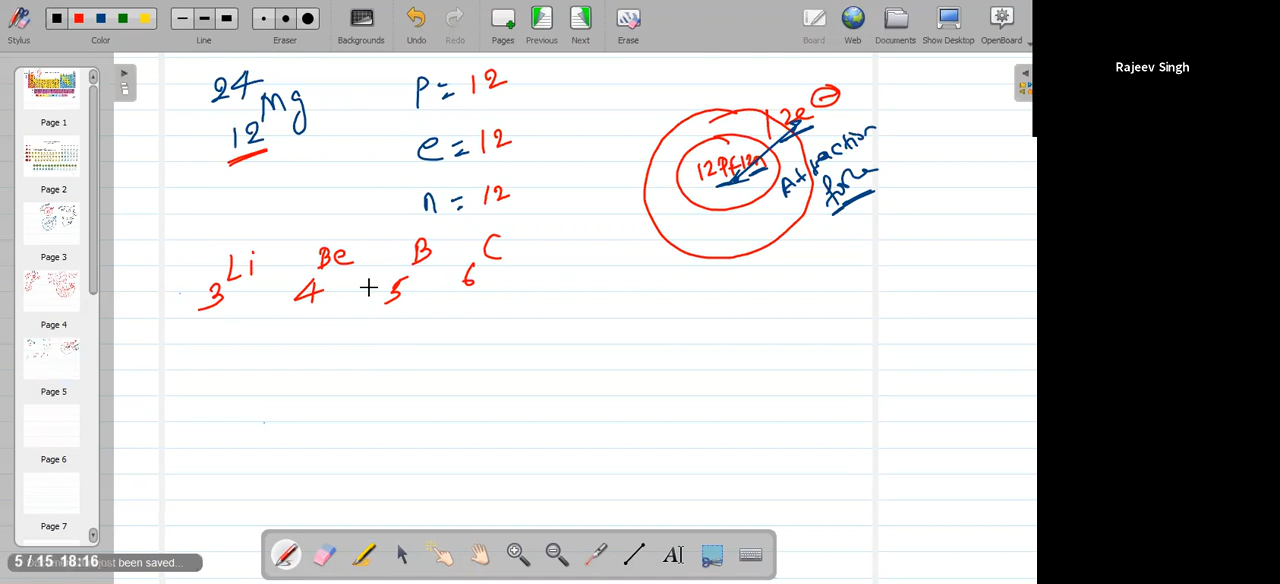 Stylus Color Line Eraser Backgrounds Undo Redo Pages Previous Next Erase Board Web Documents Show Desktop OpenBoard
Rajeev Singh
24
Mg
12
p = 12
e = 12
n = 12
12e −
12p+12n
Attraction
force
3 Li 4 Be 5 B 6 C
Page 1
Page 2
Page 3
Page 4
Page 5
Page 6
Page 7
5 / 15 18:16
just been saved...